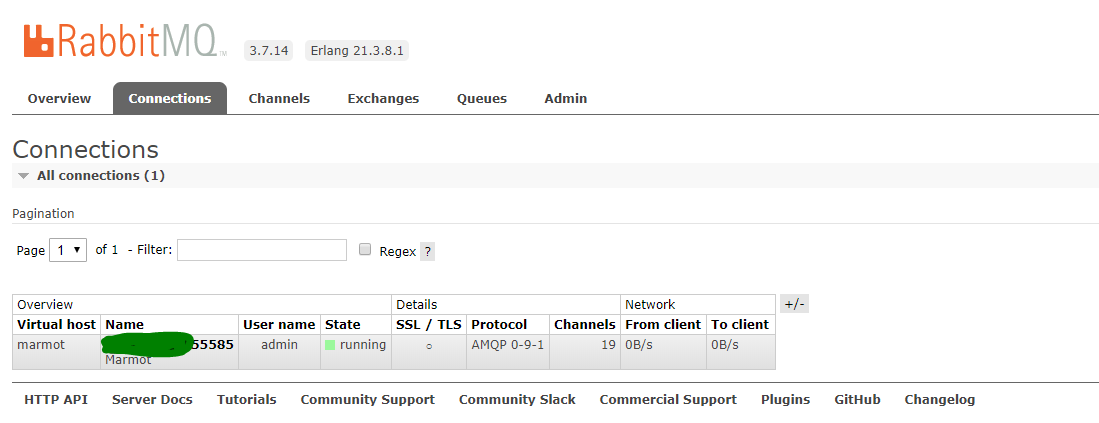 RabbitMQ TM 3.7.14 Erlang 21.3.8.1
Overview Connections Channels Exchanges Queues Admin
Connections
All connections (1)
Pagination
Page 1 of 1 - Filter: Regex ?
Overview Details Network +/-
Virtual host Name User name State SSL / TLS Protocol Channels From client To client
marmot 55585 admin running ○ AMQP 0-9-1 19 0B/s 0B/s
Marmot
HTTP API Server Docs Tutorials Community Support Community Slack Commercial Support Plugins GitHub Changelog